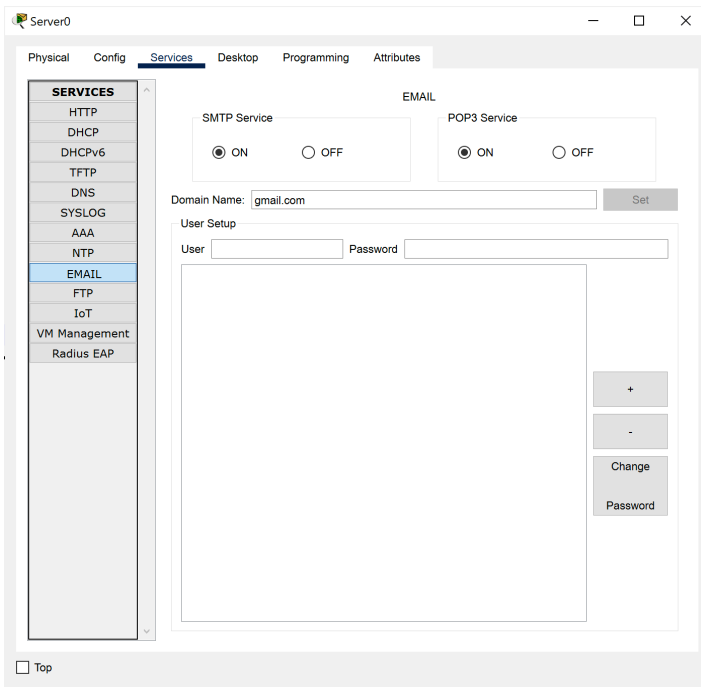 Server0
Physical Config Services Desktop Programming Attributes
SERVICES
HTTP
DHCP
DHCPv6
TFTP
DNS
SYSLOG
AAA
NTP
EMAIL
FTP
IoT
VM Management
Radius EAP
EMAIL
SMTP Service
ON OFF
POP3 Service
ON OFF
Domain Name: gmail.com Set
User Setup
User Password
+
-
Change
Password
Top